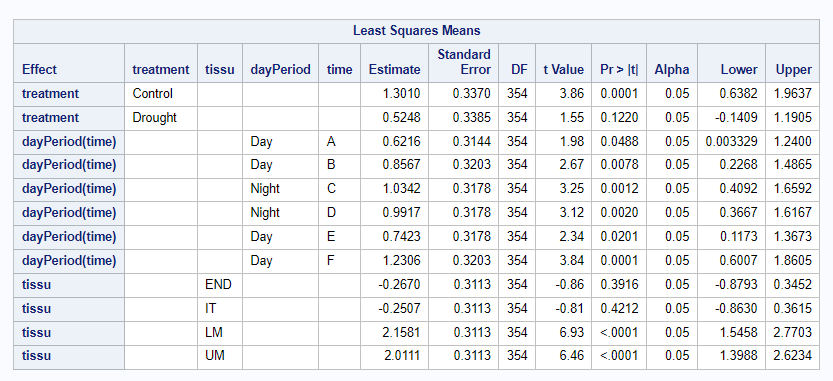 Least Squares Means
Effect treatment tissu dayPeriod time Estimate Standard Error DF t Value Pr > |t| Alpha Lower Upper
treatment Control 1.3010 0.3370 354 3.86 0.0001 0.05 0.6382 1.9637
treatment Drought 0.5248 0.3385 354 1.55 0.1220 0.05 -0.1409 1.1905
dayPeriod(time) Day A 0.6216 0.3144 354 1.98 0.0488 0.05 0.003329 1.2400
dayPeriod(time) Day B 0.8567 0.3203 354 2.67 0.0078 0.05 0.2268 1.4865
dayPeriod(time) Night C 1.0342 0.3178 354 3.25 0.0012 0.05 0.4092 1.6592
dayPeriod(time) Night D 0.9917 0.3178 354 3.12 0.0020 0.05 0.3667 1.6167
dayPeriod(time) Day E 0.7423 0.3178 354 2.34 0.0201 0.05 0.1173 1.3673
dayPeriod(time) Day F 1.2306 0.3203 354 3.84 0.0001 0.05 0.6007 1.8605
tissu END -0.2670 0.3113 354 -0.86 0.3916 0.05 -0.8793 0.3452
tissu IT -0.2507 0.3113 354 -0.81 0.4212 0.05 -0.8630 0.3615
tissu LM 2.1581 0.3113 354 6.93 <.0001 0.05 1.5458 2.7703
tissu UM 2.0111 0.3113 354 6.46 <.0001 0.05 1.3988 2.6234